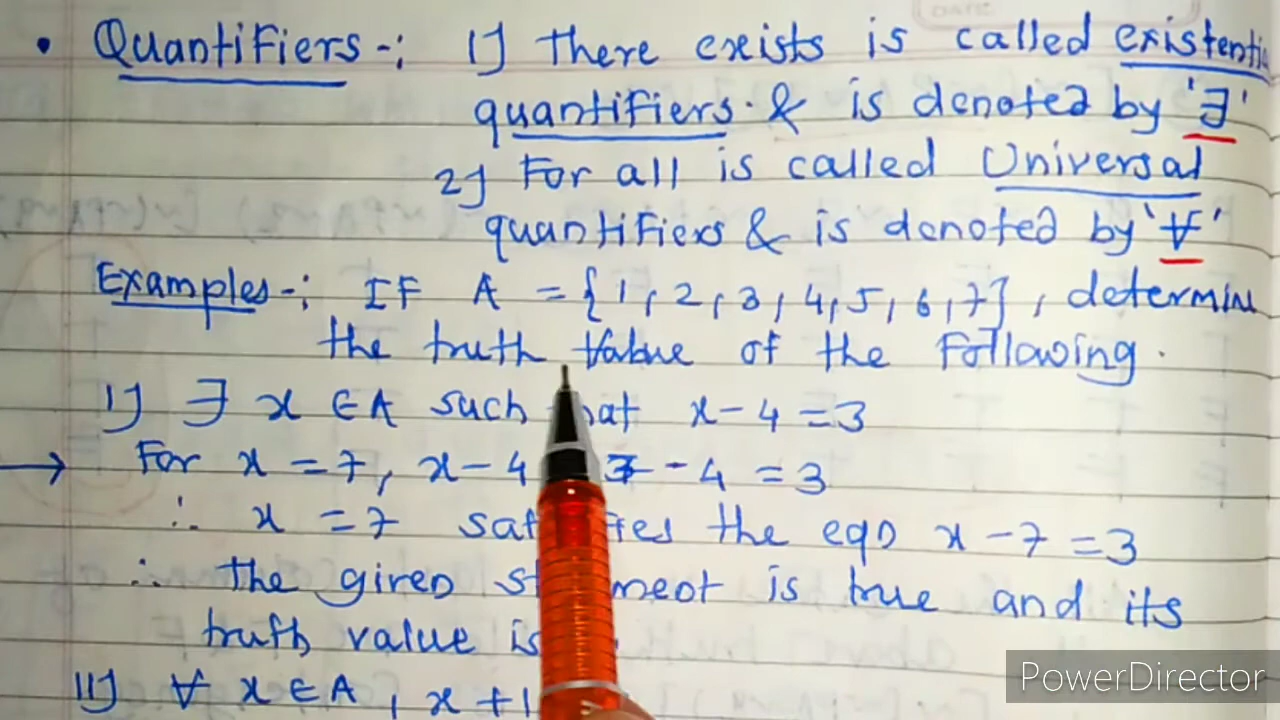 • Quantifiers -: 1] There exists is called existenti
quantifiers. & is denoted by '∃'
2] For all is called Universal
quantifiers & is denoted by '∀'
Examples -: IF A = {1, 2, 3, 4, 5, 6, 7}, determine
the truth value of the following.
1] ∃ x ∈ A such that x - 4 = 3
→ For x = 7, x - 4 7 - 4 = 3
∴ x = 7 satisfies the eqn x - 7 = 3
∴ the given statement is true and its
truth value is
11] ∀ x ∈ A, x + 1
PowerDirector